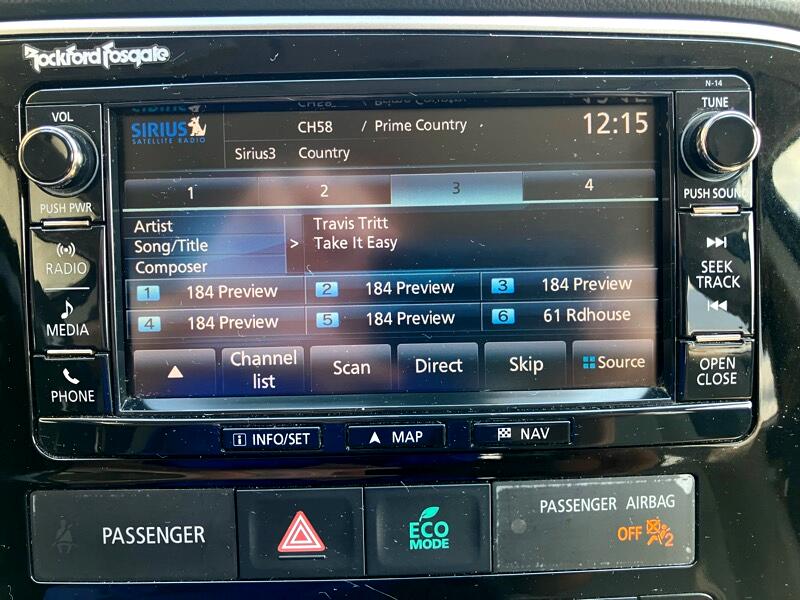 Rockford Fosgate
N-14
VOL
PUSH PWR
TUNE
PUSH SOUND
SIRIUS
SATELLITE RADIO
CH58 / Prime Country
12:15
Sirius3 Country
1 2 3 4
Artist
Song/Title
Composer
>
Travis Tritt
Take It Easy
1 184 Preview
2 184 Preview
3 184 Preview
4 184 Preview
5 184 Preview
6 61 Rdhouse
Channel
list
Scan
Direct
Skip
Source
RADIO
MEDIA
PHONE
SEEK
TRACK
OPEN
CLOSE
i INFO/SET
MAP
NAV
PASSENGER
ECO
MODE
PASSENGER AIRBAG
OFF
2